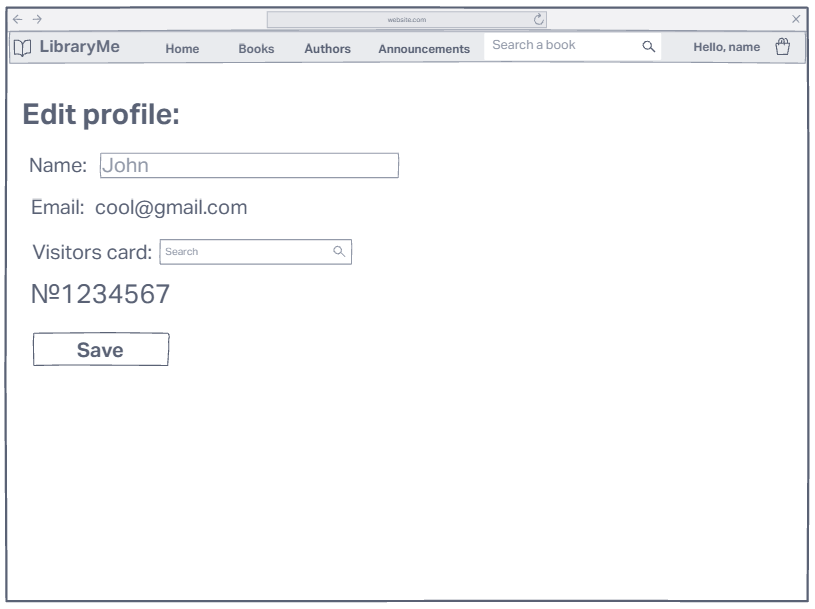 website.com
LibraryMe Home Books Authors Announcements Search a book Hello, name
Edit profile:
Name: John
Email: cool@gmail.com
Visitors card: Search
№1234567
Save